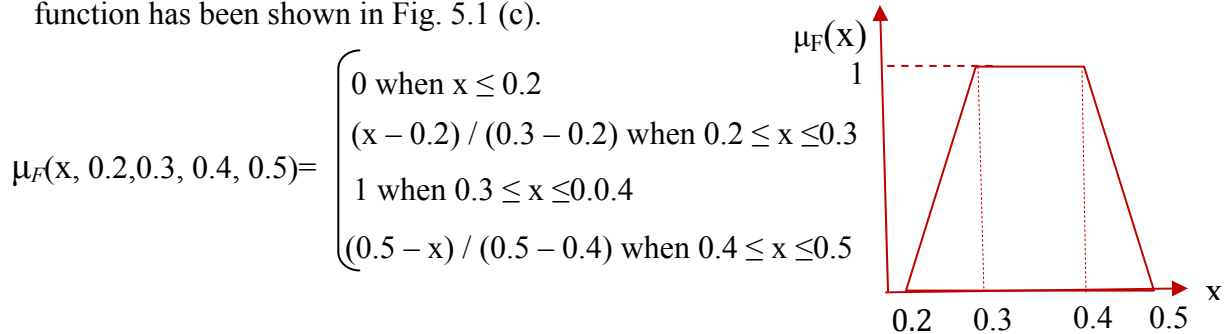 function has been shown in Fig. 5.1 (c).
μF(x, 0.2,0.3, 0.4, 0.5)=
0 when x ≤ 0.2
(x – 0.2) / (0.3 – 0.2) when 0.2 ≤ x ≤0.3
1 when 0.3 ≤ x ≤0.0.4
(0.5 – x) / (0.5 – 0.4) when 0.4 ≤ x ≤0.5
μF(x)
1
x
0.2 0.3 0.4 0.5